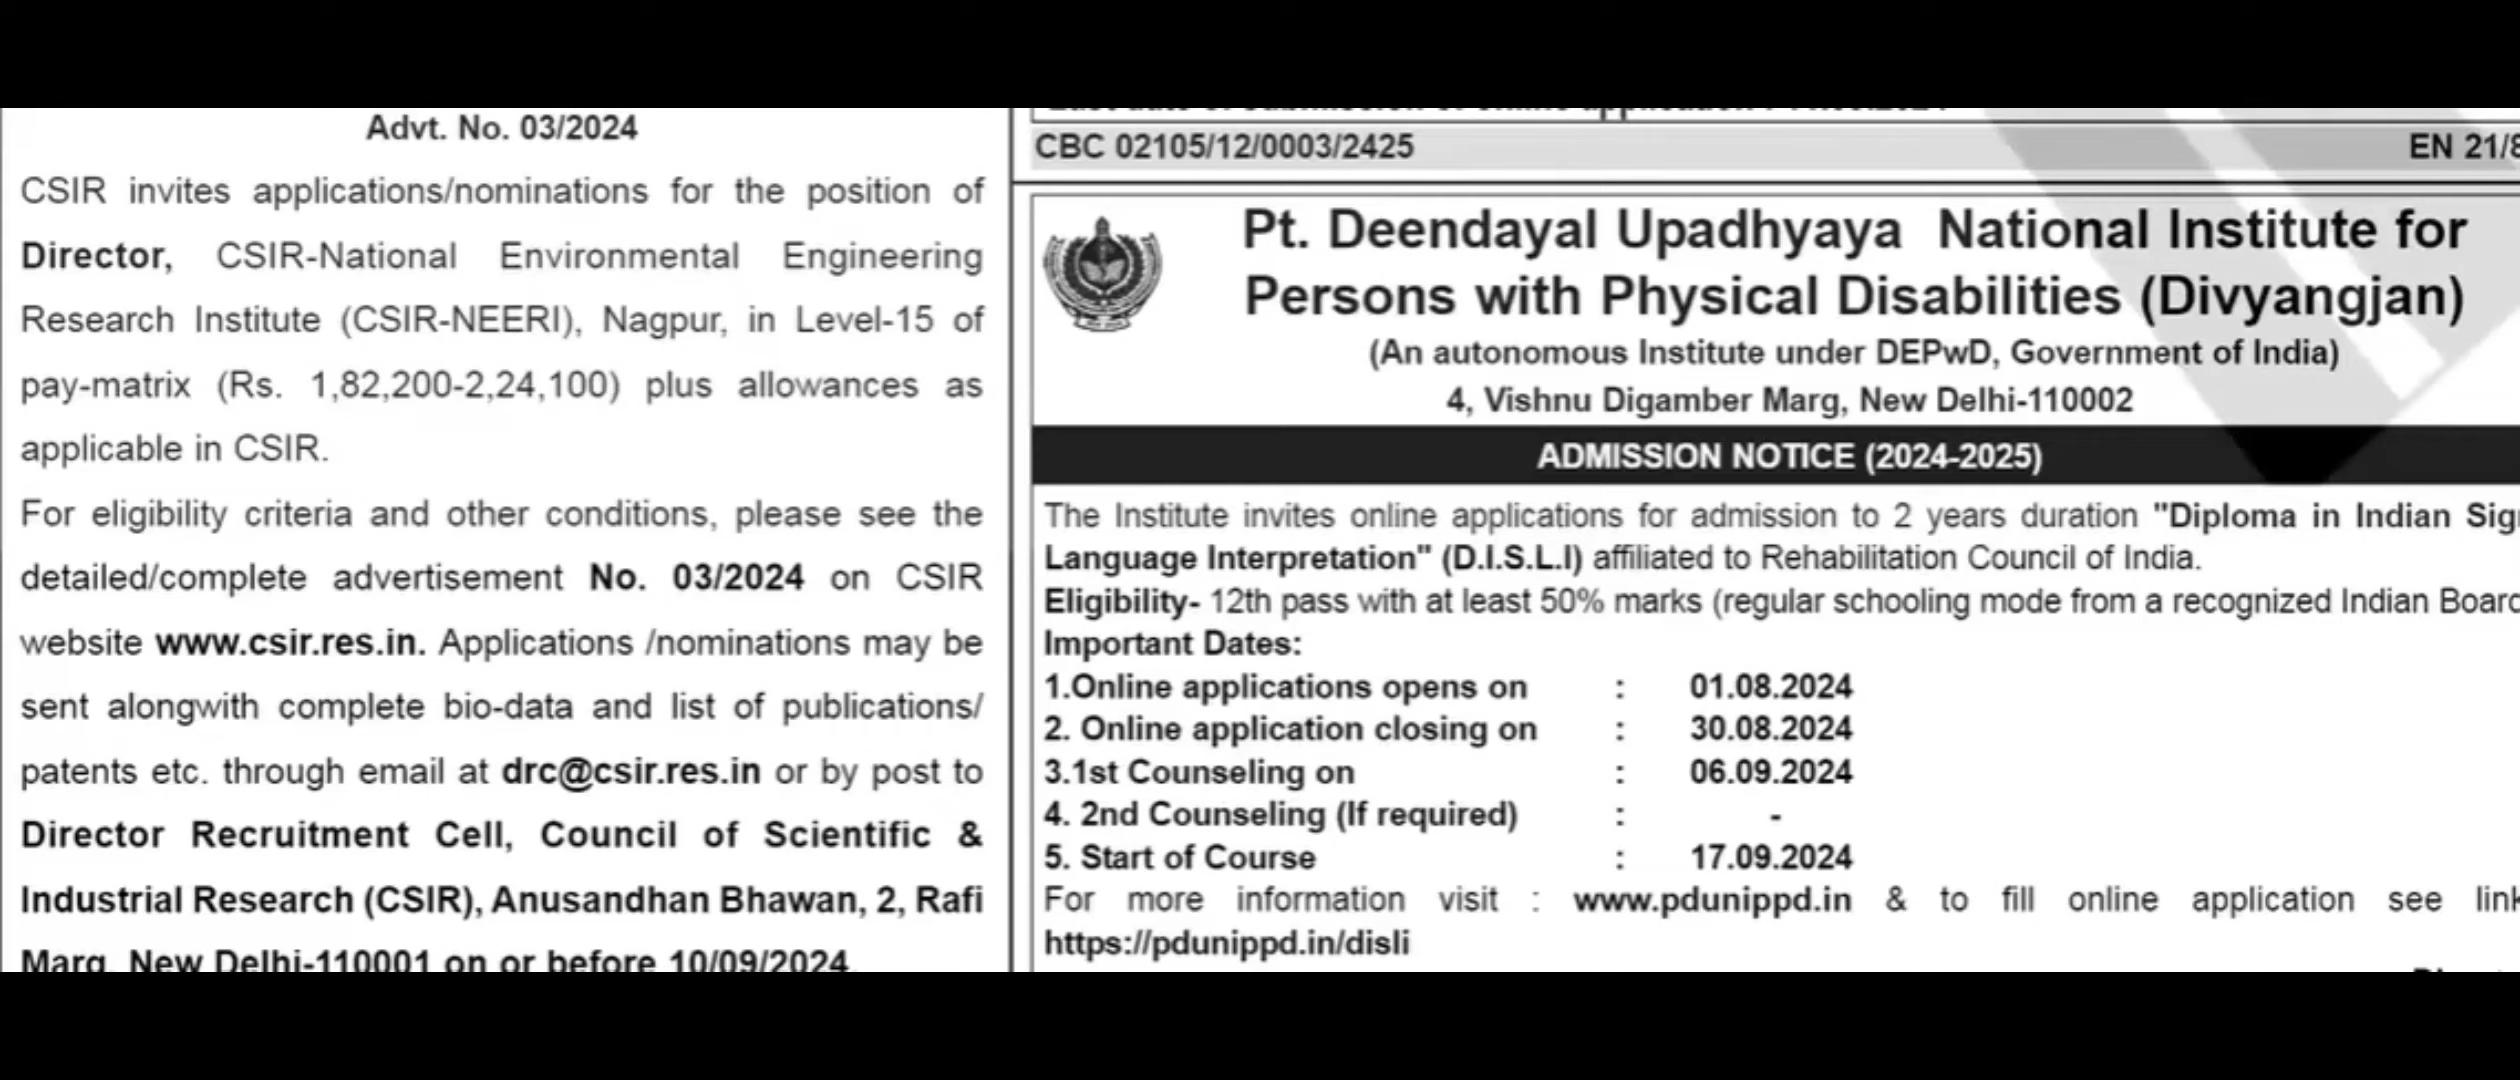 Advt. No. 03/2024
CSIR invites applications/nominations for the position of
Director, CSIR-National Environmental Engineering
Research Institute (CSIR-NEERI), Nagpur, in Level-15 of
pay-matrix (Rs. 1,82,200-2,24,100) plus allowances as
applicable in CSIR.
For eligibility criteria and other conditions, please see the
detailed/complete advertisement No. 03/2024 on CSIR
website www.csir.res.in. Applications /nominations may be
sent alongwith complete bio-data and list of publications/
patents etc. through email at drc@csir.res.in or by post to
Director Recruitment Cell, Council of Scientific &
Industrial Research (CSIR), Anusandhan Bhawan, 2, Rafi
Marg, New Delhi-110001 on or before 10/09/2024.
CBC 02105/12/0003/2425 EN 21/8
Pt. Deendayal Upadhyaya National Institute for
Persons with Physical Disabilities (Divyangjan)
(An autonomous Institute under DEPwD, Government of India)
4, Vishnu Digamber Marg, New Delhi-110002
ADMISSION NOTICE (2024-2025)
The Institute invites online applications for admission to 2 years duration "Diploma in Indian Sig
Language Interpretation" (D.I.S.L.I) affiliated to Rehabilitation Council of India.
Eligibility- 12th pass with at least 50% marks (regular schooling mode from a recognized Indian Board
Important Dates:
1.Online applications opens on : 01.08.2024
2. Online application closing on : 30.08.2024
3.1st Counseling on : 06.09.2024
4. 2nd Counseling (If required) : -
5. Start of Course : 17.09.2024
For more information visit : www.pdunippd.in & to fill online application see link
https://pdunippd.in/disli